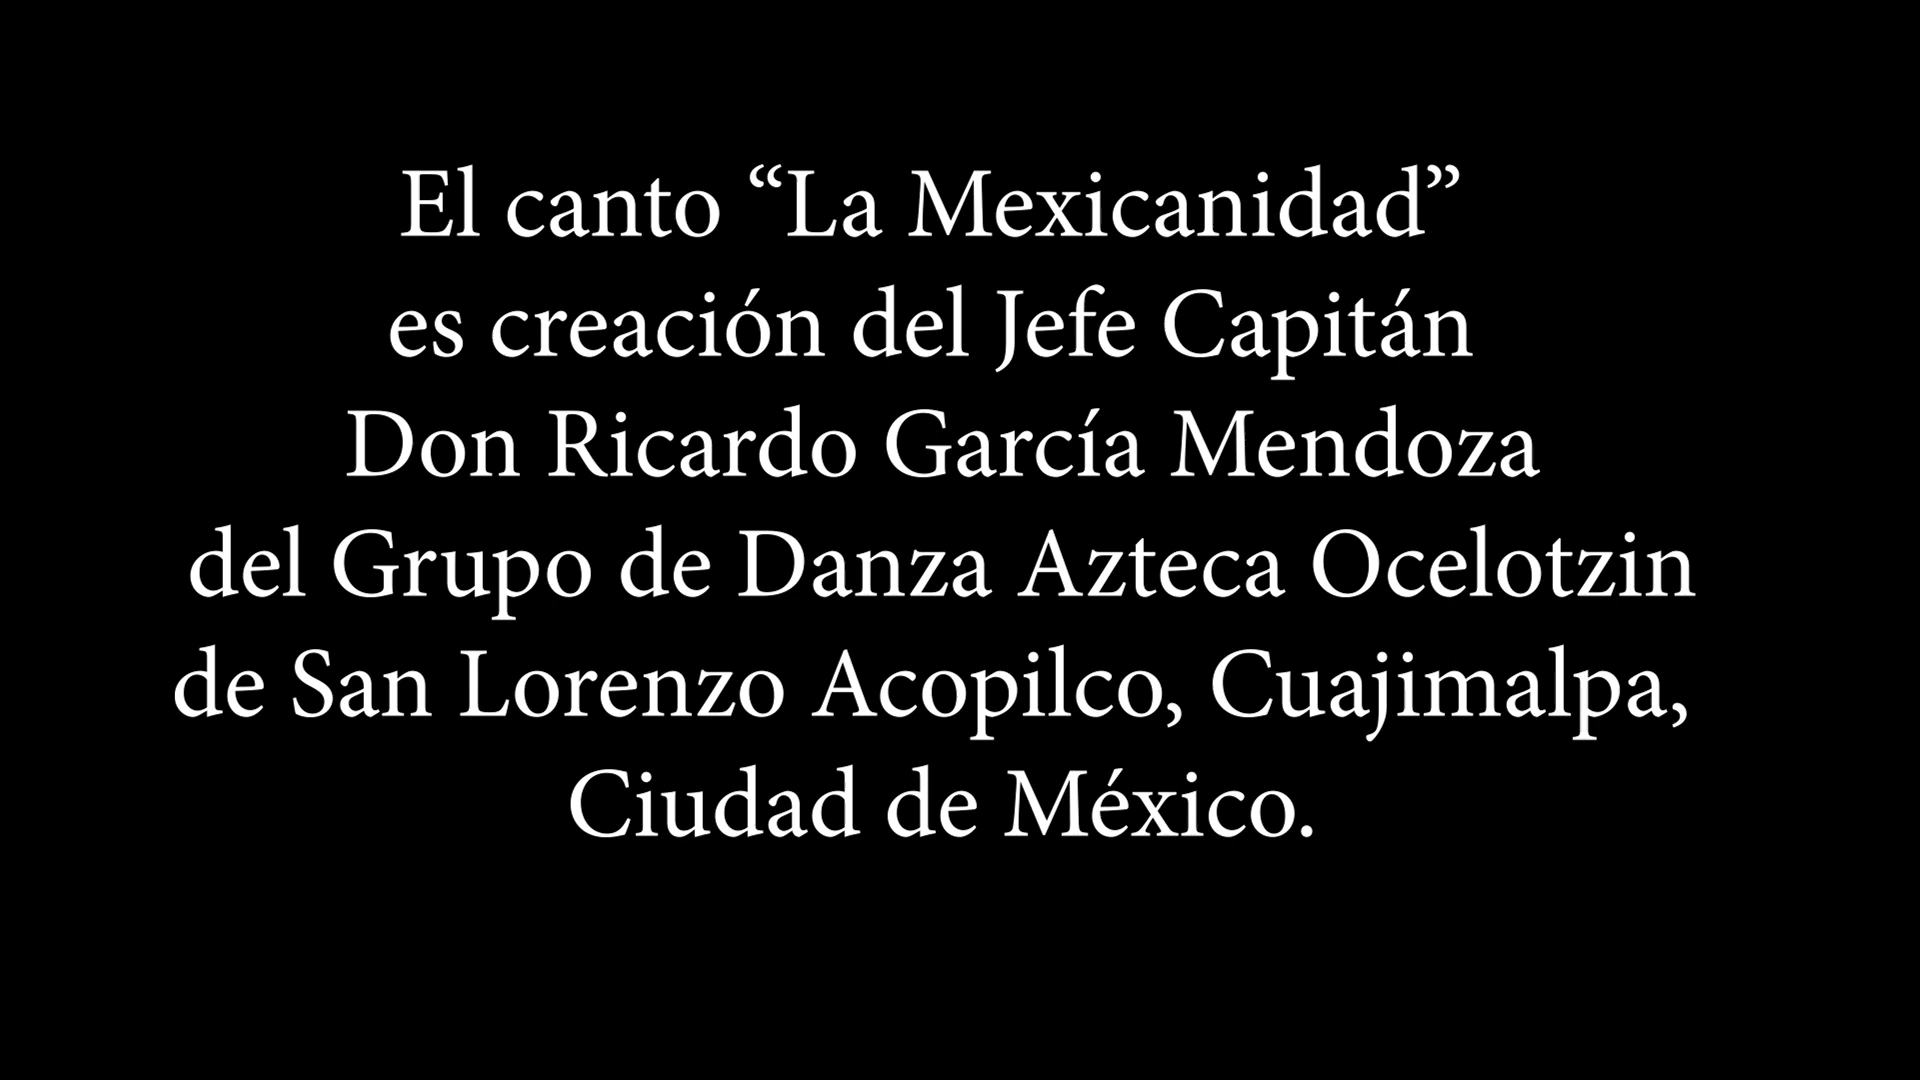 El canto “La Mexicanidad”
es creación del Jefe Capitán
Don Ricardo García Mendoza
del Grupo de Danza Azteca Ocelotzin
de San Lorenzo Acopilco, Cuajimalpa,
Ciudad de México.